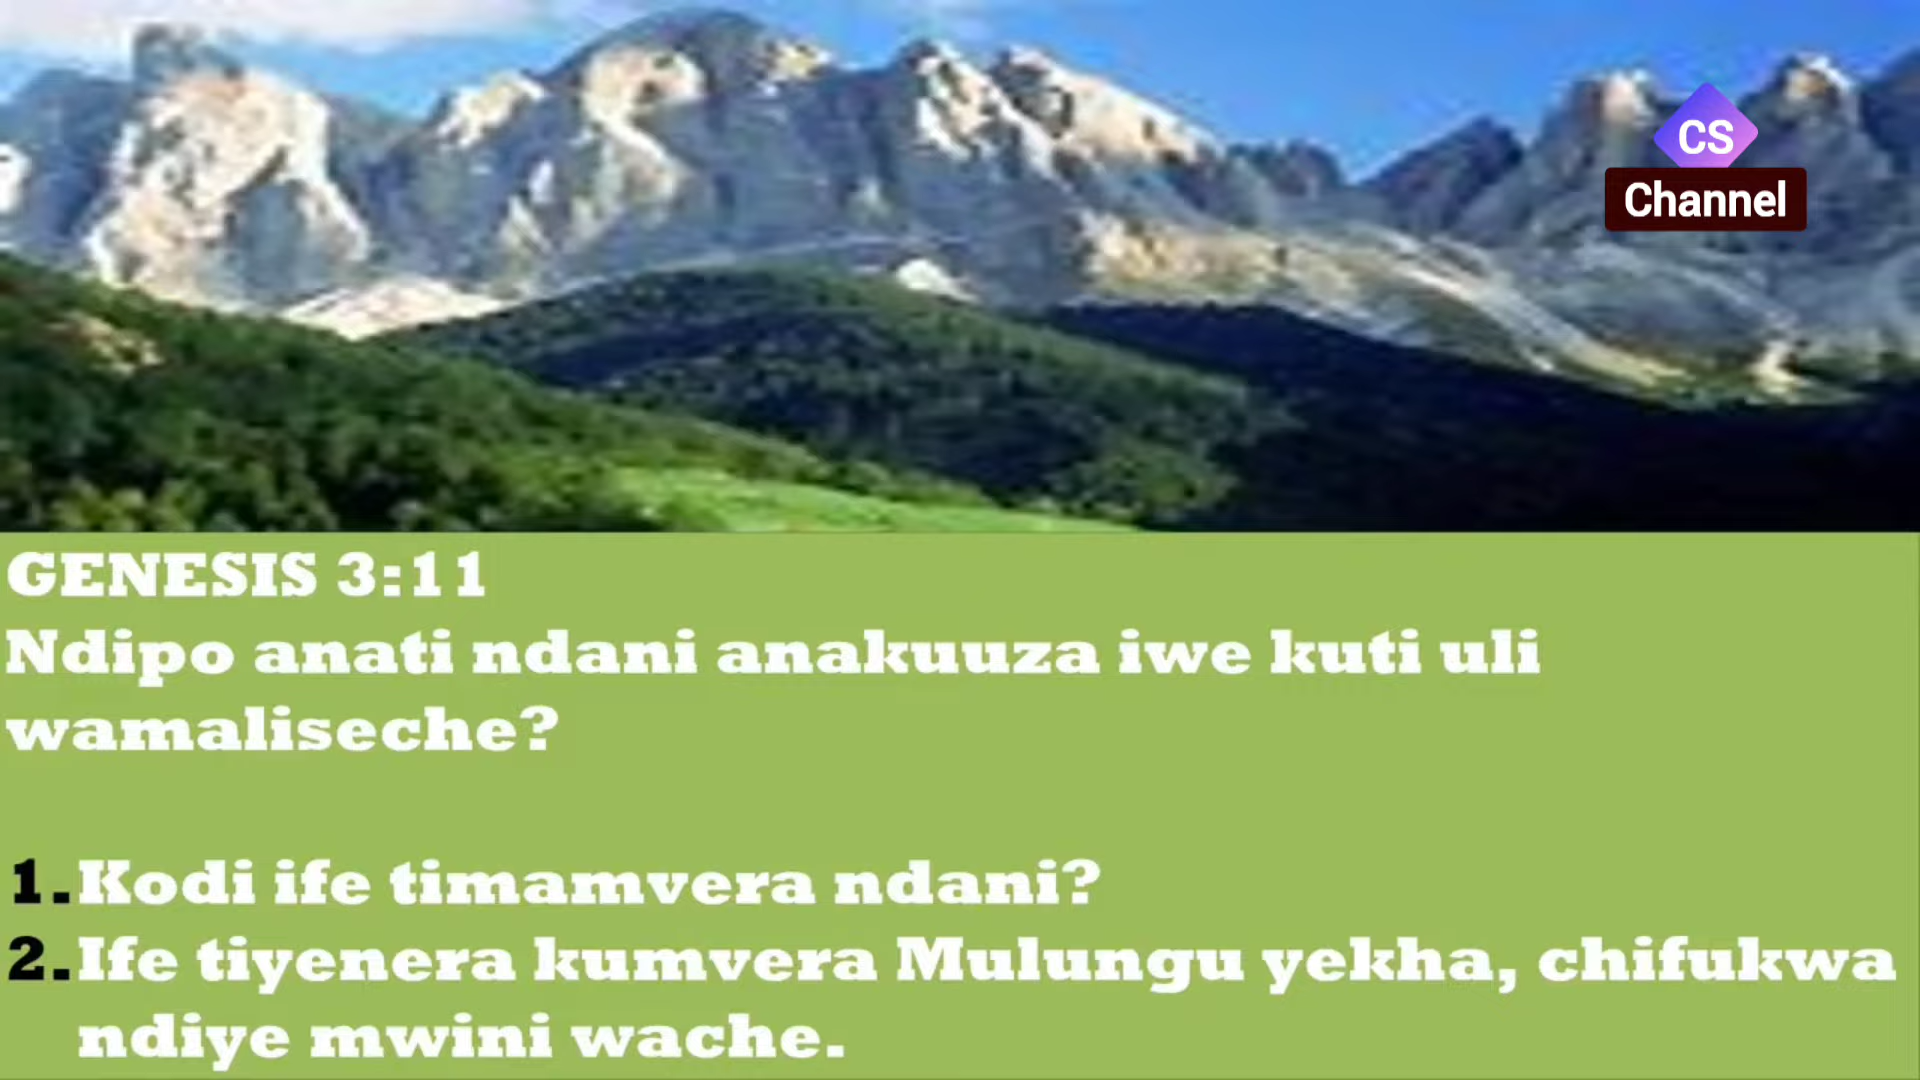 CS
Channel
GENESIS 3:11
Ndipo anati ndani anakuuza iwe kuti uli
wamaliseche?
1. Kodi ife timamvera ndani?
2. Ife tiyenera kumvera Mulungu yekha, chifukwa
ndiye mwini wache.